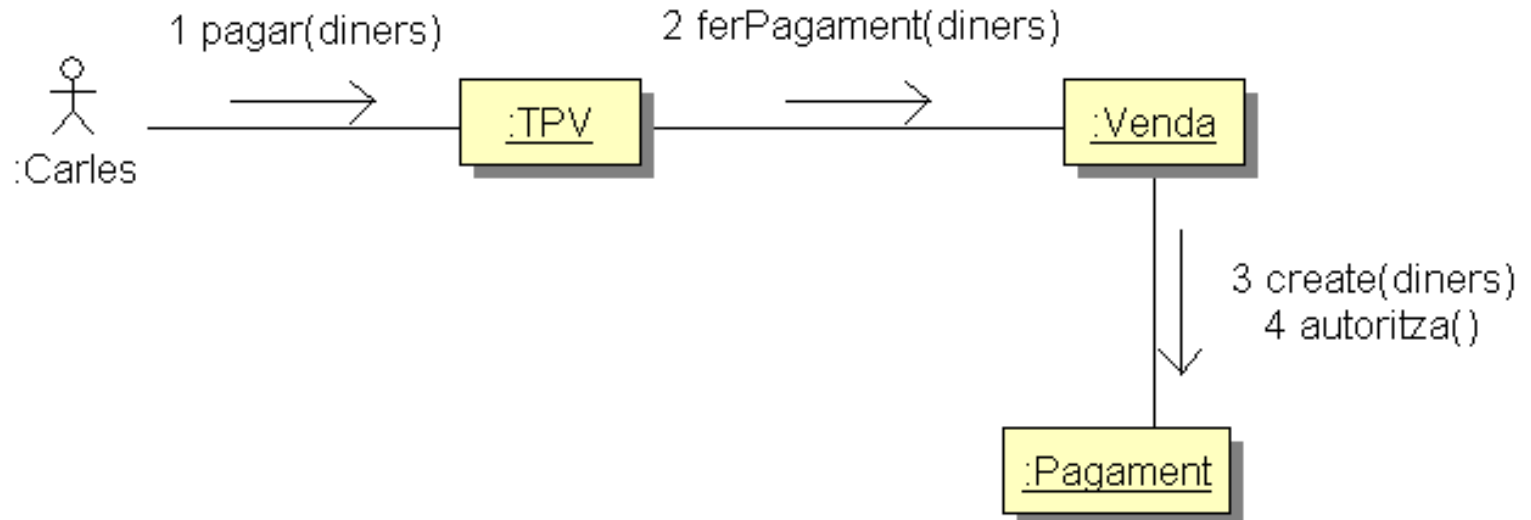 1 pagar(diners)
2 ferPagament(diners)
:TPV
:Venda
:Carles
3 create(diners)
4 autoritza()
:Pagament